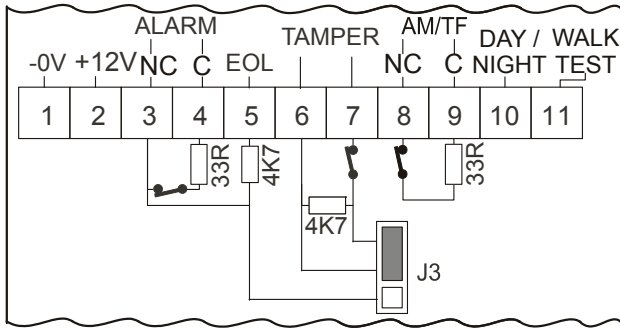 ALARM TAMPER AM/TF
-0V +12V NC C EOL NC C DAY / NIGHT WALK TEST
1 2 3 4 5 6 7 8 9 10 11
33R 4K7 33R
4K7
J3